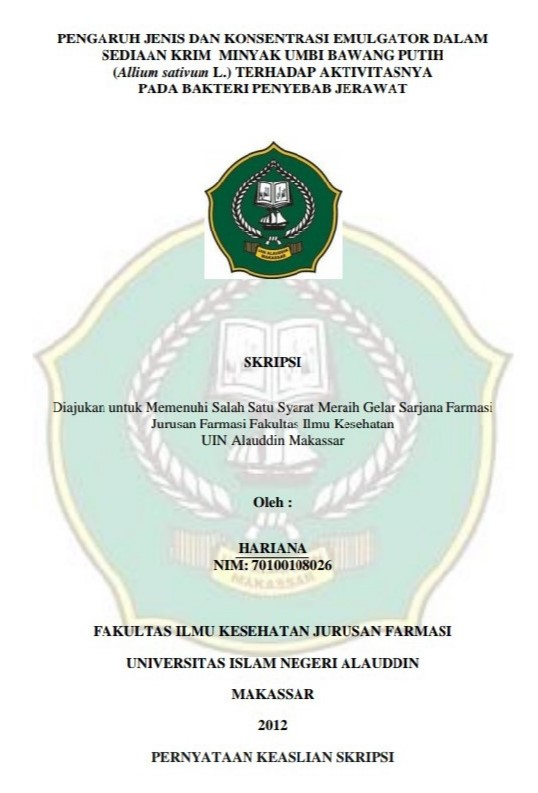 PENGARUH JENIS DAN KONSENTRASI EMULGATOR DALAM
SEDIAAN KRIM MINYAK UMBI BAWANG PUTIH
(Allium sativum L.) TERHADAP AKTIVITASNYA
PADA BAKTERI PENYEBAB JERAWAT
UIN ALAUDDIN
MAKASSAR
SKRIPSI
Diajukan untuk Memenuhi Salah Satu Syarat Meraih Gelar Sarjana Farmasi
Jurusan Farmasi Fakultas Ilmu Kesehatan
UIN Alauddin Makassar
Oleh :
HARIANA
NIM: 70100108026
MAKASSAR
FAKULTAS ILMU KESEHATAN JURUSAN FARMASI
UNIVERSITAS ISLAM NEGERI ALAUDDIN
MAKASSAR
2012
PERNYATAAN KEASLIAN SKRIPSI